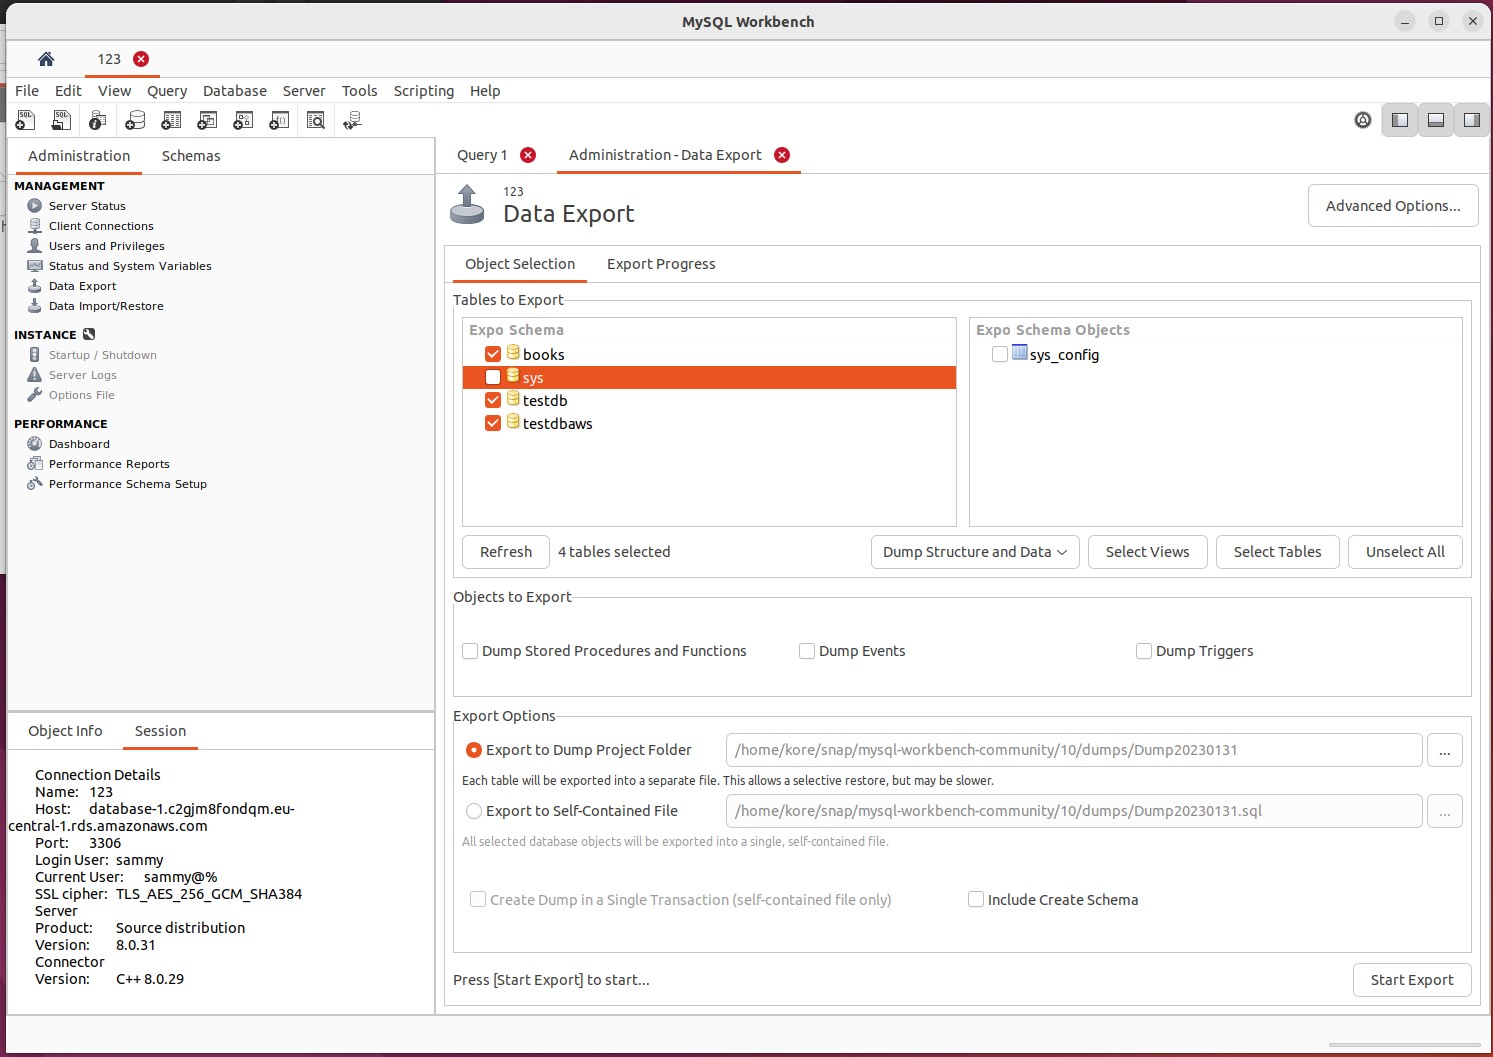 MySQL Workbench
123
File Edit View Query Database Server Tools Scripting Help
Administration Schemas
MANAGEMENT
Server Status
Client Connections
Users and Privileges
Status and System Variables
Data Export
Data Import/Restore
INSTANCE
Startup / Shutdown
Server Logs
Options File
PERFORMANCE
Dashboard
Performance Reports
Performance Schema Setup
Object Info Session
Connection Details
Name: 123
Host: database-1.c2gjm8fondqm.eu-
central-1.rds.amazonaws.com
Port: 3306
Login User: sammy
Current User: sammy@%
SSL cipher: TLS_AES_256_GCM_SHA384
Server
Product: Source distribution
Version: 8.0.31
Connector
Version: C++ 8.0.29
Query 1 Administration - Data Export
123
Data Export
Advanced Options...
Object Selection Export Progress
Tables to Export
Expo Schema
books
sys
testdb
testdbaws
Expo Schema Objects
sys_config
Refresh 4 tables selected Dump Structure and Data Select Views Select Tables Unselect All
Objects to Export
Dump Stored Procedures and Functions Dump Events Dump Triggers
Export Options
Export to Dump Project Folder /home/kore/snap/mysql-workbench-community/10/dumps/Dump20230131 ...
Each table will be exported into a separate file. This allows a selective restore, but may be slower.
Export to Self-Contained File /home/kore/snap/mysql-workbench-community/10/dumps/Dump20230131.sql ...
All selected database objects will be exported into a single, self-contained file.
Create Dump in a Single Transaction (self-contained file only) Include Create Schema
Press [Start Export] to start... Start Export